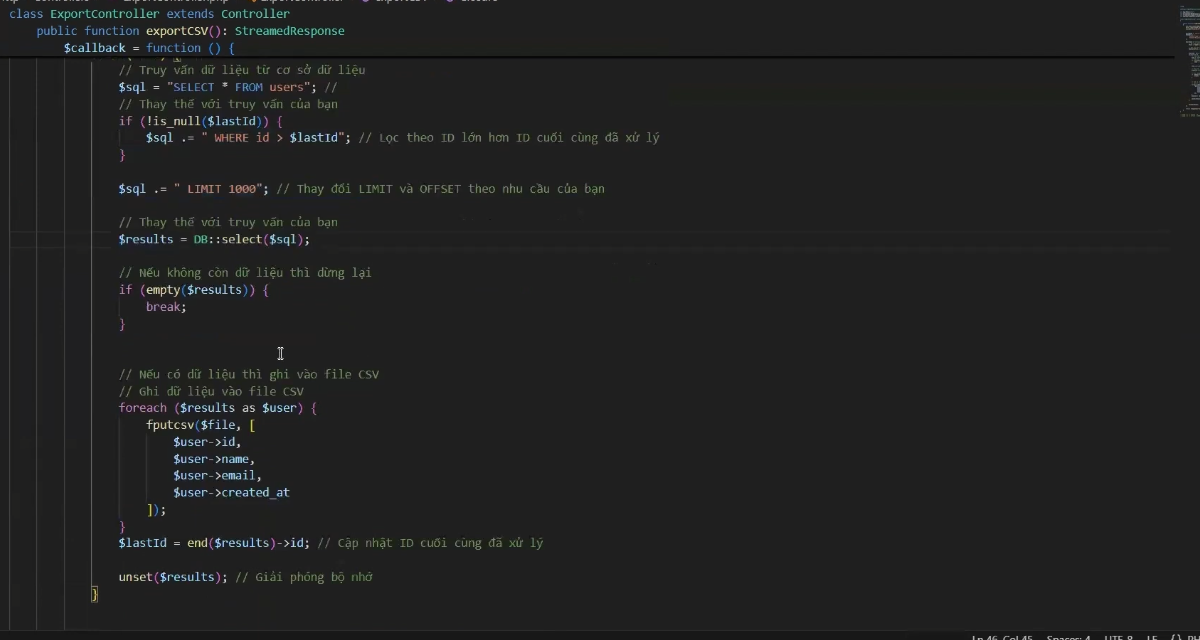 class ExportController extends Controller
public function exportCSV(): StreamedResponse
$callback = function () {
// Truy vấn dữ liệu từ cơ sở dữ liệu
$sql = "SELECT * FROM users"; //
// Thay thế với truy vấn của bạn
if (!is_null($lastId)) {
$sql .= " WHERE id > $lastId"; // Lọc theo ID lớn hơn ID cuối cùng đã xử lý
}
$sql .= " LIMIT 1000"; // Thay đổi LIMIT và OFFSET theo nhu cầu của bạn
// Thay thế với truy vấn của bạn
$results = DB::select($sql);
// Nếu không còn dữ liệu thì dừng lại
if (empty($results)) {
break;
}
// Nếu có dữ liệu thì ghi vào file CSV
// Ghi dữ liệu vào file CSV
foreach ($results as $user) {
fputcsv($file, [
$user->id,
$user->name,
$user->email,
$user->created_at
]);
}
$lastId = end($results)->id; // Cập nhật ID cuối cùng đã xử lý
unset($results); // Giải phóng bộ nhớ
}
Ln 46, Col 45 Spaces: 4 UTF-8 LF {} PH